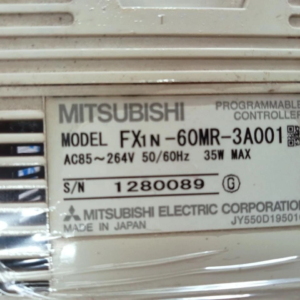 MITSUBISHI
PROGRAMMABLE
CONTROLLER
MODEL FX1N-60MR-3A001
AC85~264V 50/60Hz 35W MAX
S/N 1280089 G
MITSUBISHI ELECTRIC CORPORATION
MADE IN JAPAN JY550D19501